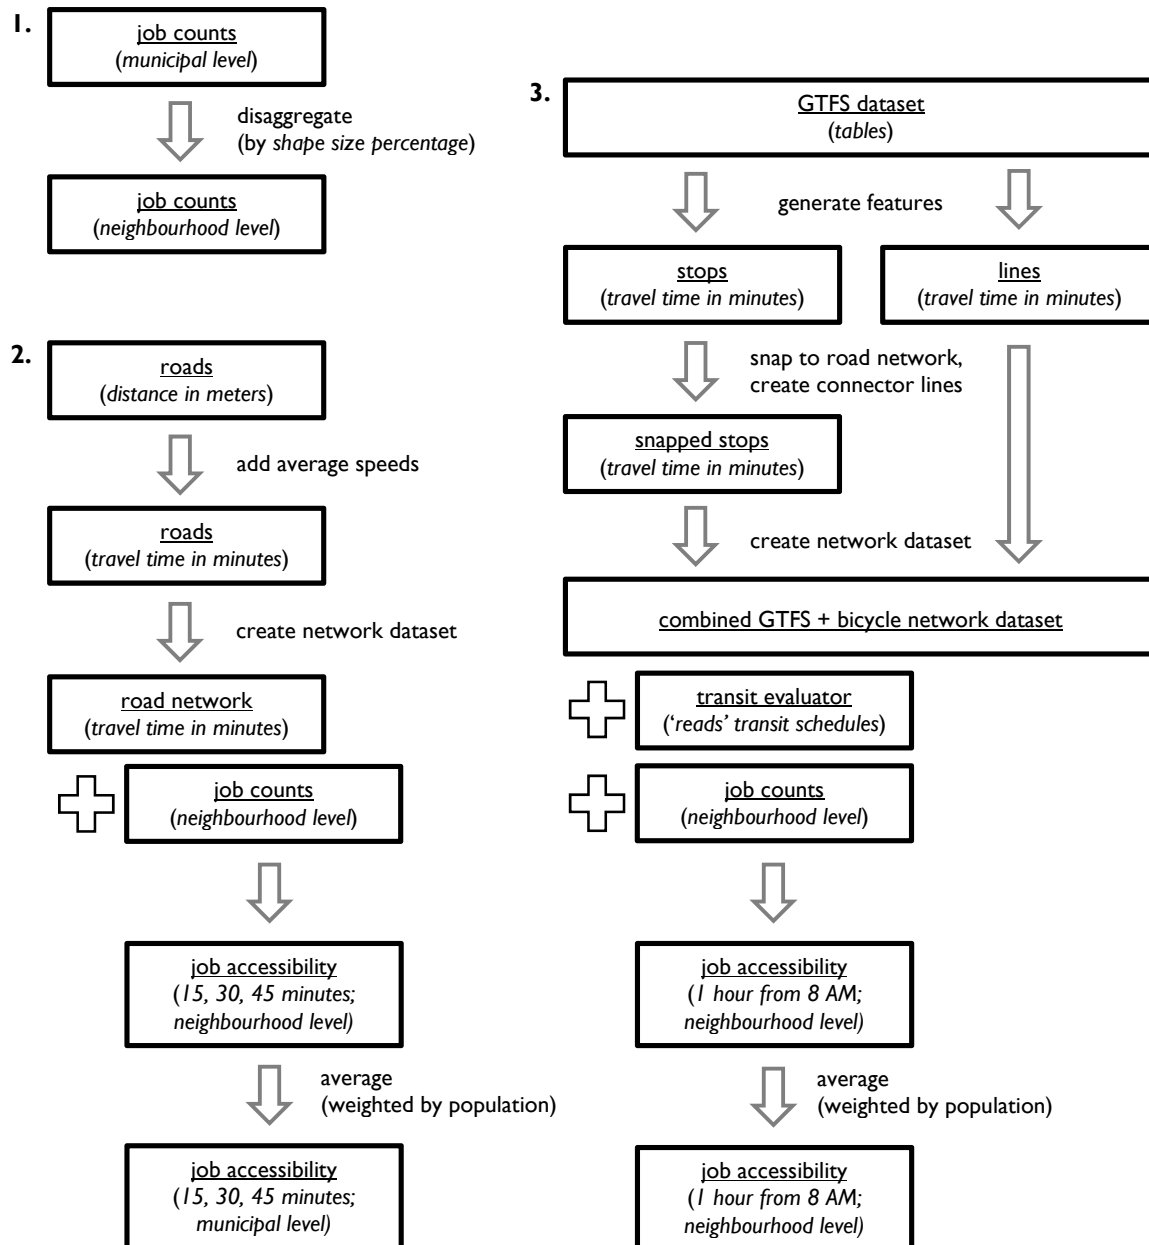 1.
job counts
(municipal level)
disaggregate
(by shape size percentage)
job counts
(neighbourhood level)
2.
roads
(distance in meters)
add average speeds
roads
(travel time in minutes)
create network dataset
road network
(travel time in minutes)
job counts
(neighbourhood level)
job accessibility
(15, 30, 45 minutes;
neighbourhood level)
average
(weighted by population)
job accessibility
(15, 30, 45 minutes;
municipal level)
3.
GTFS dataset
(tables)
generate features
stops
(travel time in minutes)
lines
(travel time in minutes)
snap to road network,
create connector lines
snapped stops
(travel time in minutes)
create network dataset
combined GTFS + bicycle network dataset
transit evaluator
(‘reads’ transit schedules)
job counts
(neighbourhood level)
job accessibility
(1 hour from 8 AM;
neighbourhood level)
average
(weighted by population)
job accessibility
(1 hour from 8 AM;
neighbourhood level)